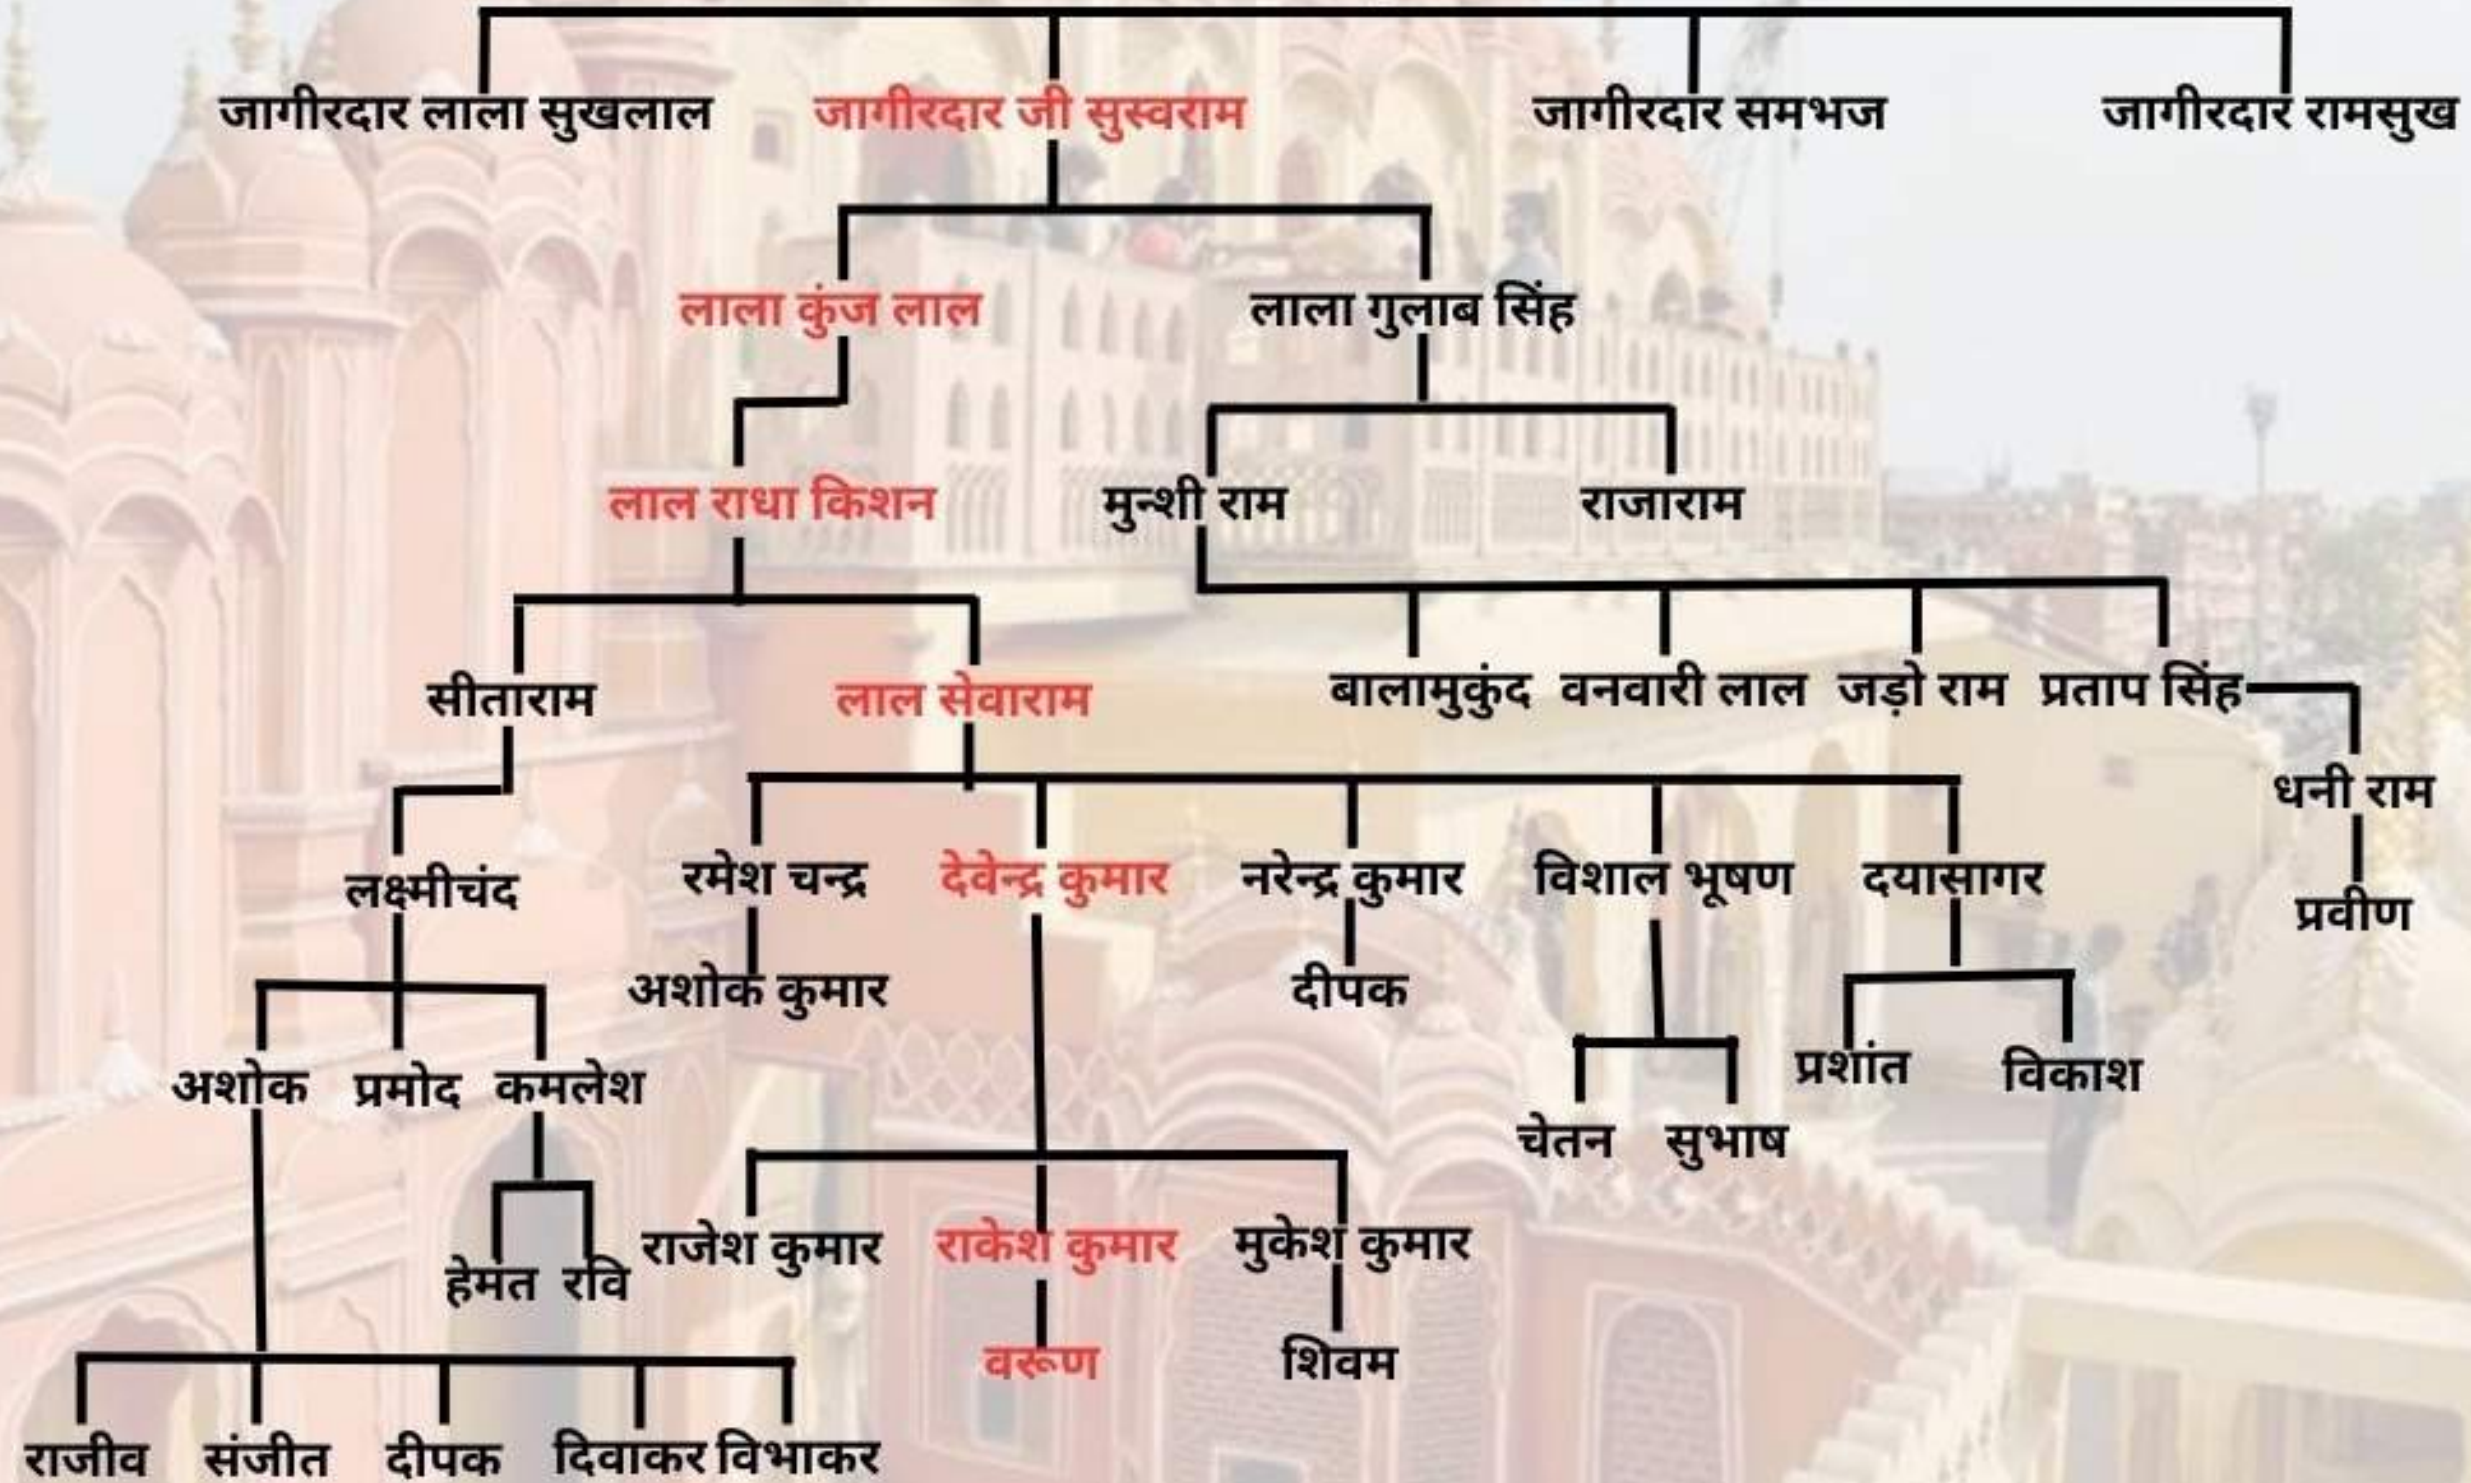 जागीरदार लाला सुखलाल जागीरदार जी सुस्वराम जागीरदार समभज जागीरदार रामसुख
लाला कुंज लाल लाला गुलाब सिंह
लाल राधा किशन मुन्शी राम राजाराम
सीताराम लाल सेवाराम बालामुकुंद वनवारी लाल जड़ो राम प्रताप सिंह
धनी राम
लक्ष्मीचंद रमेश चन्द्र देवेन्द्र कुमार नरेन्द्र कुमार विशाल भूषण दयासागर
प्रवीण
अशोक कुमार दीपक
अशोक प्रमोद कमलेश प्रशांत विकाश
चेतन सुभाष
हेमंत रवि राजेश कुमार राकेश कुमार मुकेश कुमार
वरूण शिवम
राजीव संजीत दीपक दिवाकर विभाकर